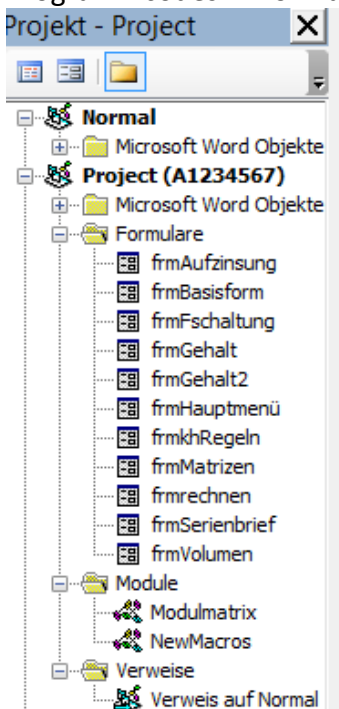 Projekt - Project
Normal
Microsoft Word Objekte
Project (A1234567)
Microsoft Word Objekte
Formulare
frmAufzinsung
frmBasisform
frmFschaltung
frmGehalt
frmGehalt2
frmHauptmenü
frmkhRegeln
frmMatrizen
frmrechnen
frmSerienbrief
frmVolumen
Module
Modulmatrix
NewMacros
Verweise
Verweis auf Normal